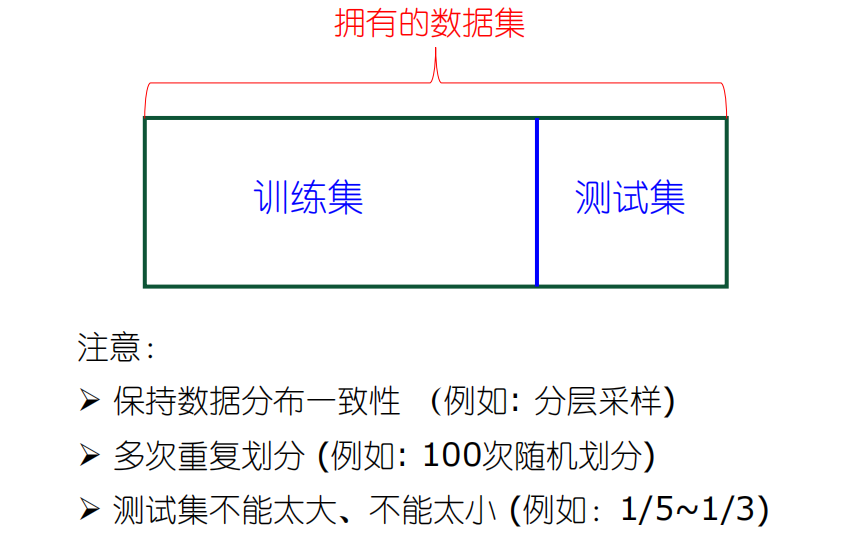 拥有的数据集
训练集
测试集
注意：
➢ 保持数据分布一致性 （例如: 分层采样)
➢ 多次重复划分 (例如: 100次随机划分)
➢ 测试集不能太大、不能太小 (例如：1/5~1/3)